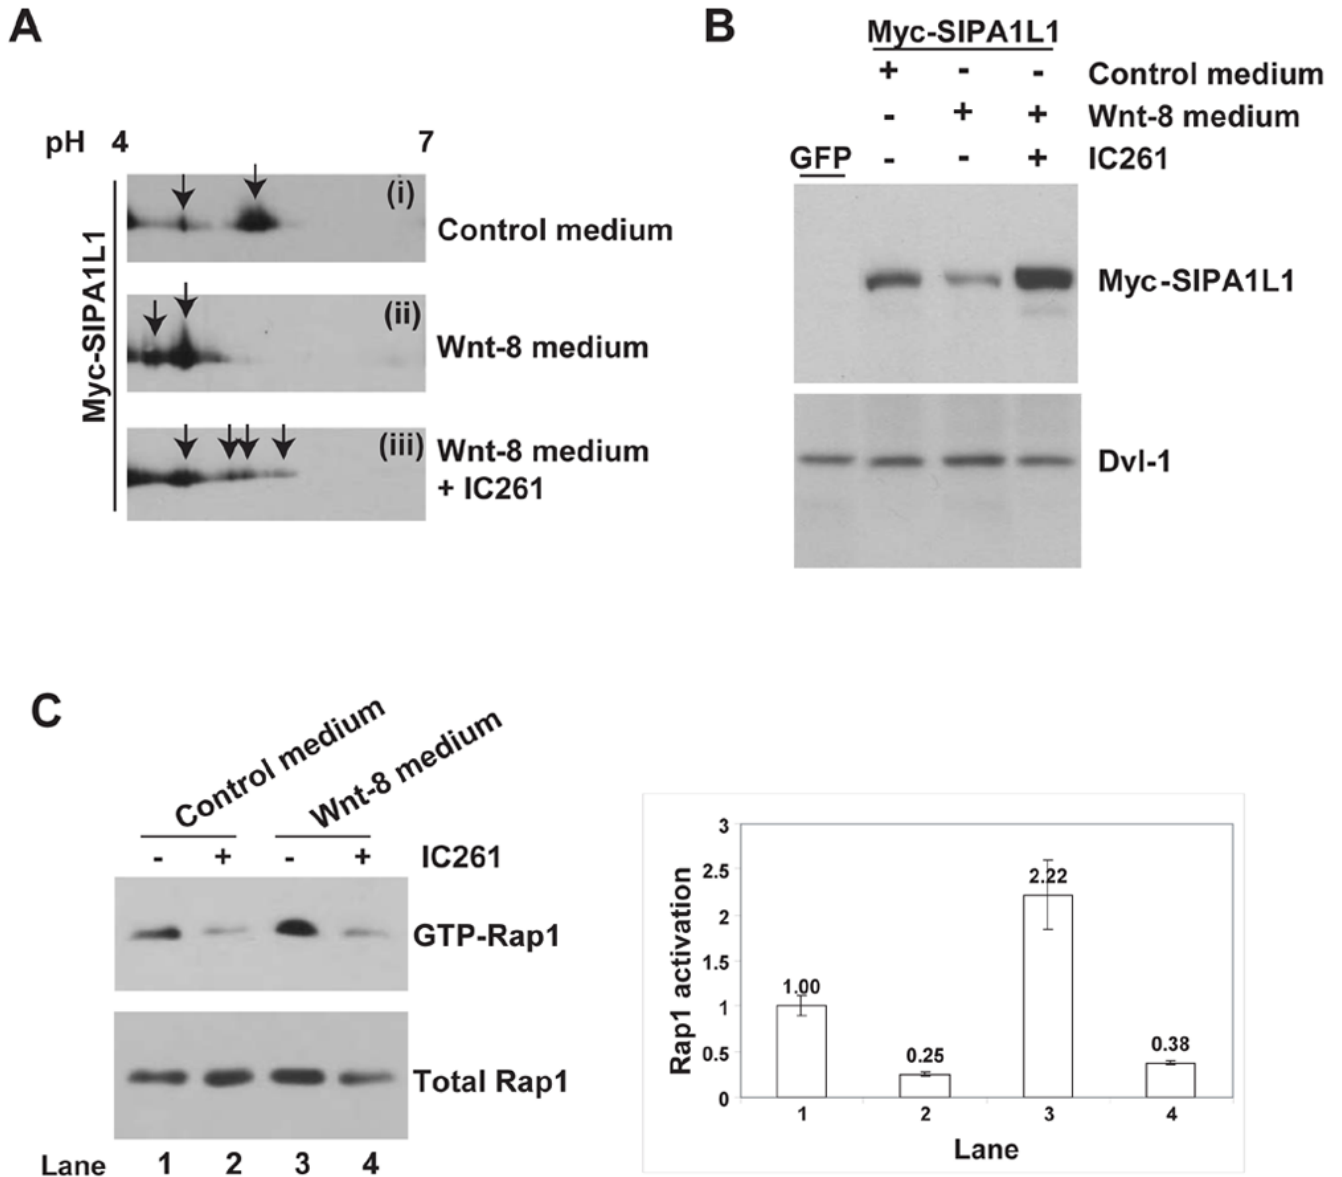 A
pH 4 7
Myc-SIPA1L1
(i)
Control medium
(ii)
Wnt-8 medium
(iii)
Wnt-8 medium
+ IC261
B
Myc-SIPA1L1
+ - - Control medium
- + + Wnt-8 medium
GFP - - + IC261
Myc-SIPA1L1
Dvl-1
C
Control medium
Wnt-8 medium
- + - + IC261
GTP-Rap1
Total Rap1
Lane 1 2 3 4
Rap1 activation
3
2.5
2
1.5
1
0.5
0
1.00
0.25
2.22
0.38
1 2 3 4
Lane